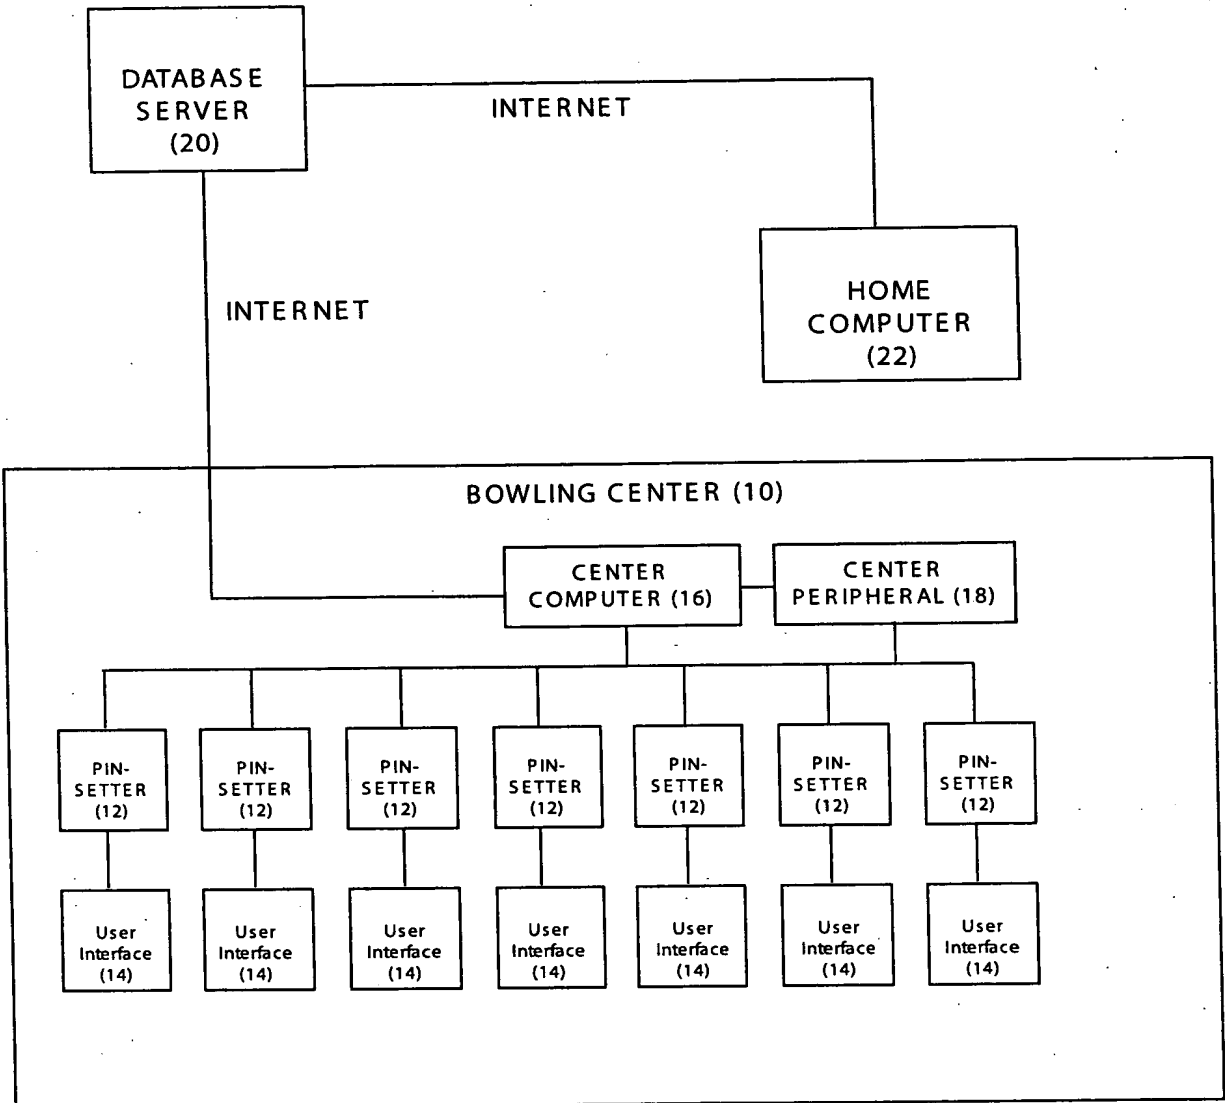 DATABASE
SERVER
(20)
INTERNET
HOME
COMPUTER
(22)
INTERNET
BOWLING CENTER (10)
CENTER
COMPUTER (16)
CENTER
PERIPHERAL (18)
PIN-
SETTER
(12)
PIN-
SETTER
(12)
PIN-
SETTER
(12)
PIN-
SETTER
(12)
PIN-
SETTER
(12)
PIN-
SETTER
(12)
PIN-
SETTER
(12)
User
Interface
(14)
User
Interface
(14)
User
Interface
(14)
User
Interface
(14)
User
Interface
(14)
User
Interface
(14)
User
Interface
(14)